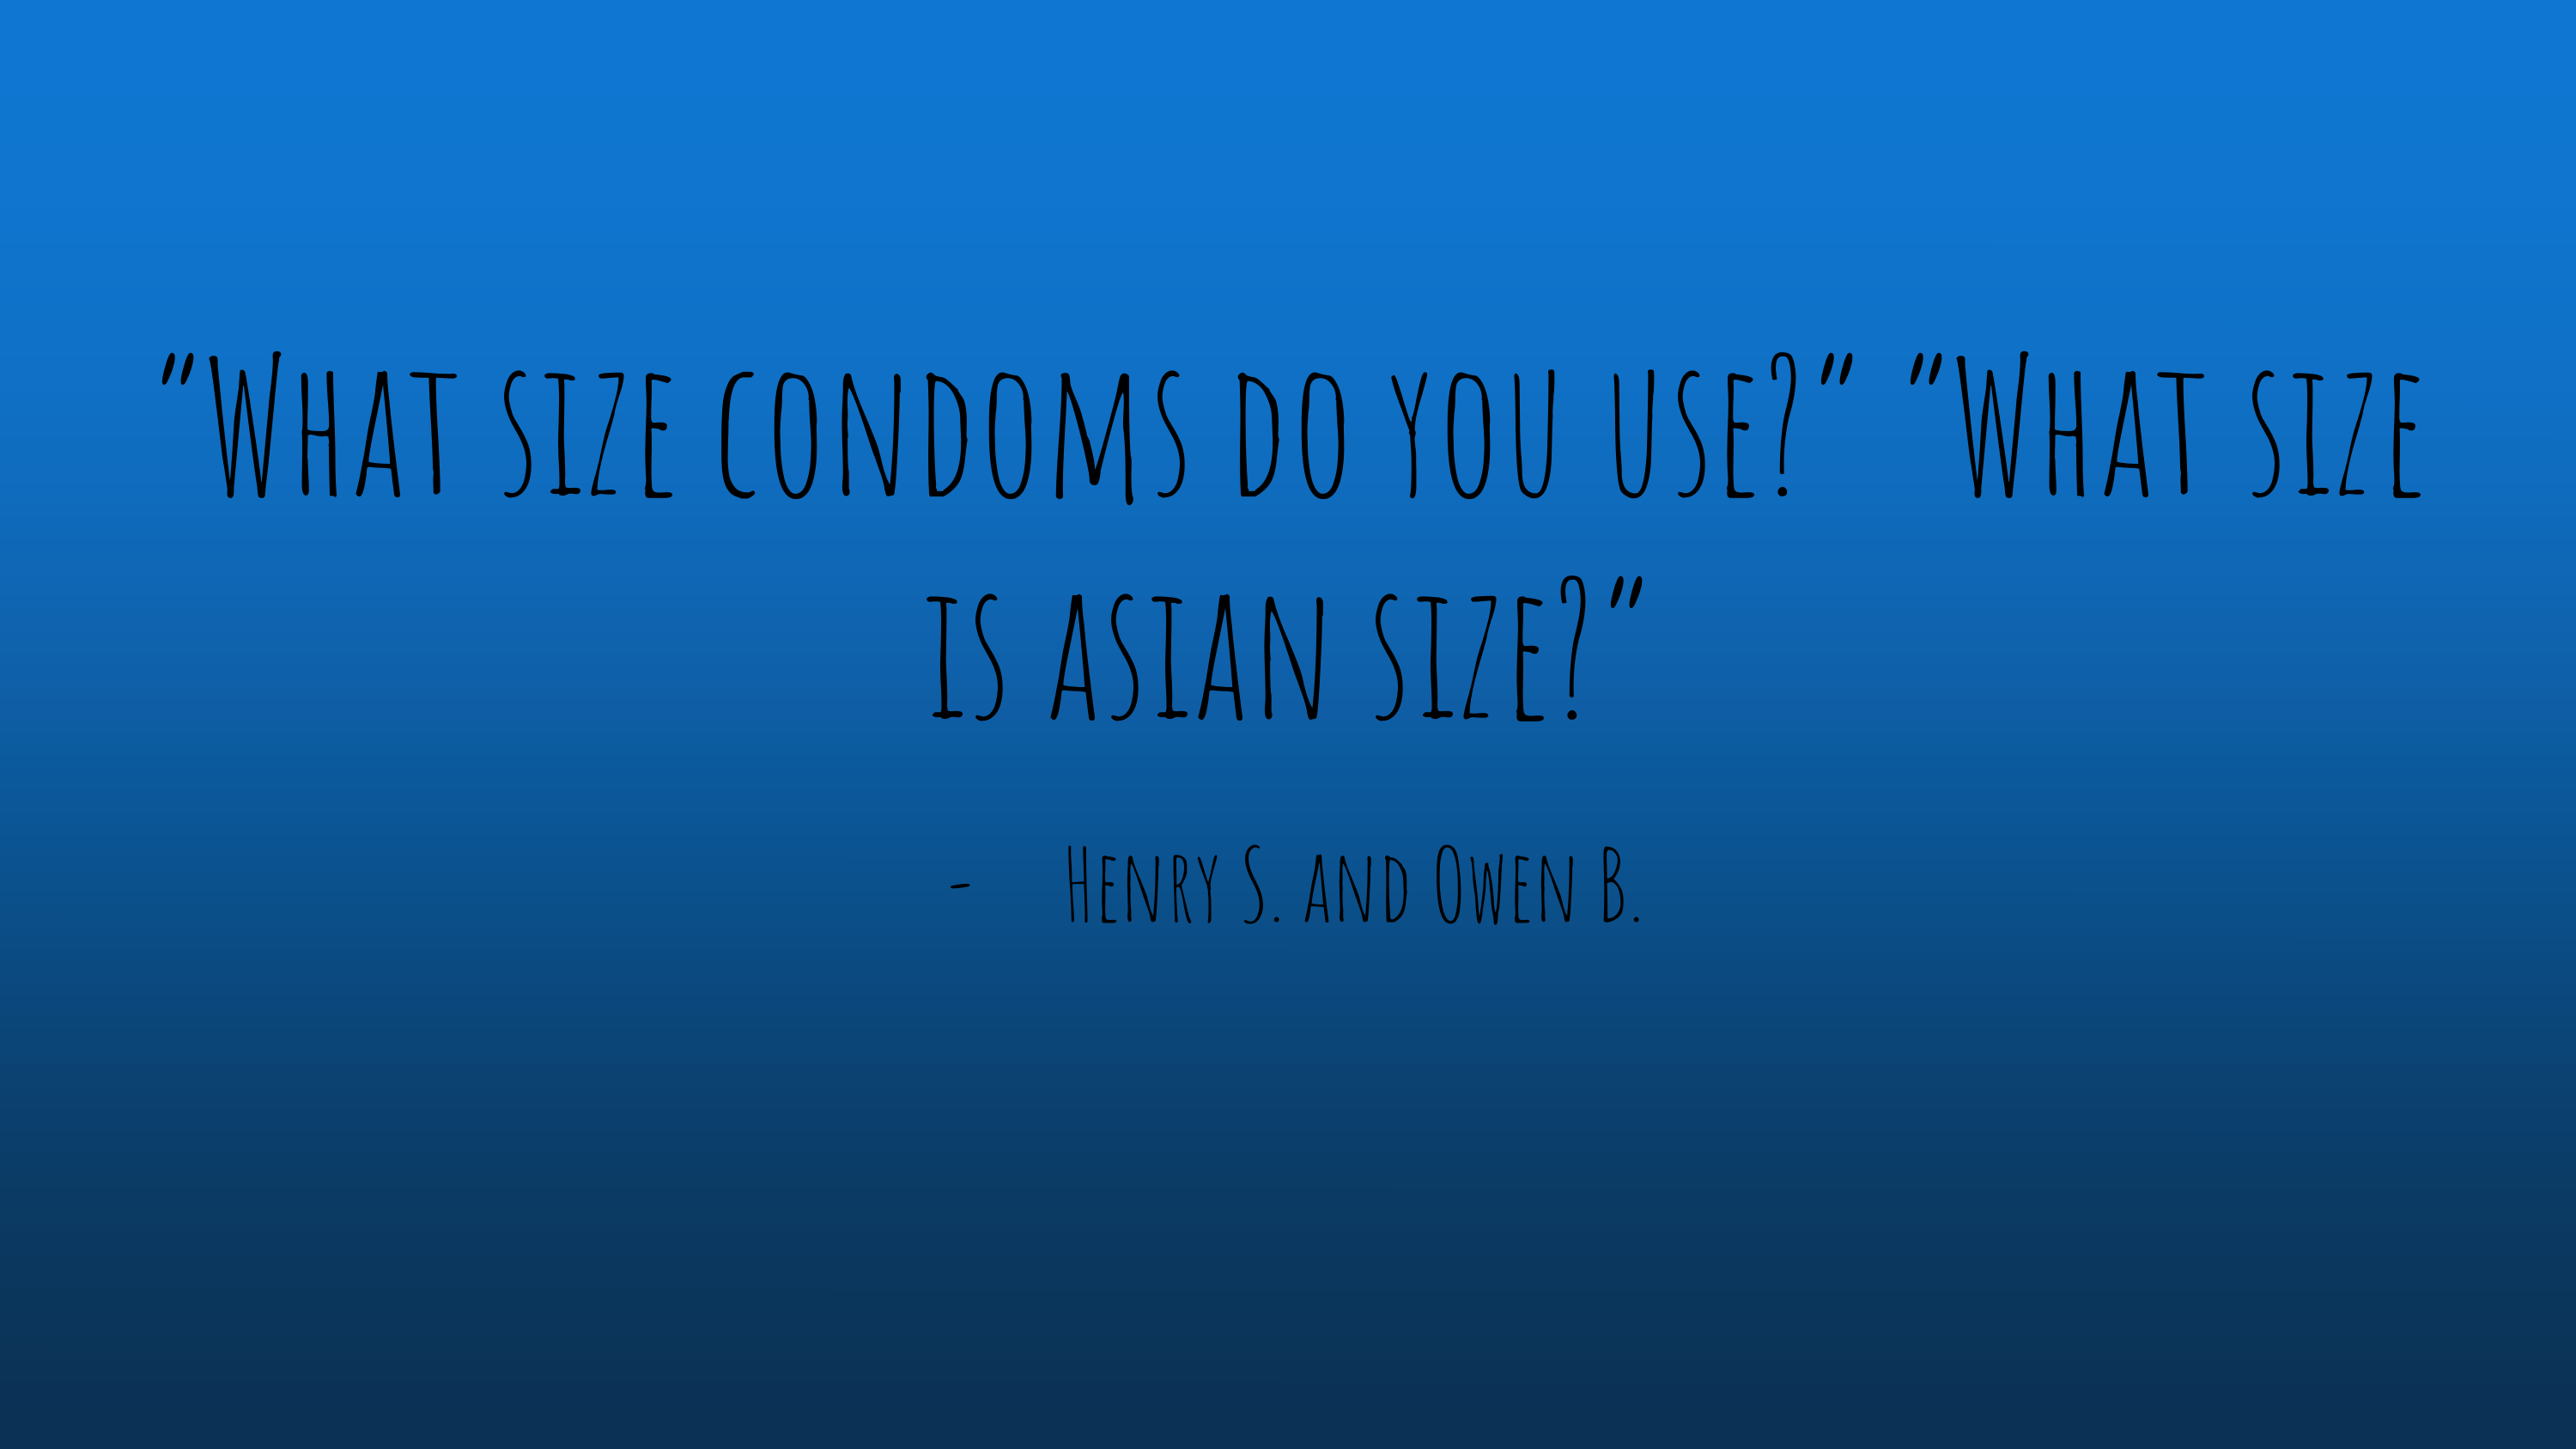 "What size condoms do you use?" "What size
is asian size?"
- Henry S. and Owen B.